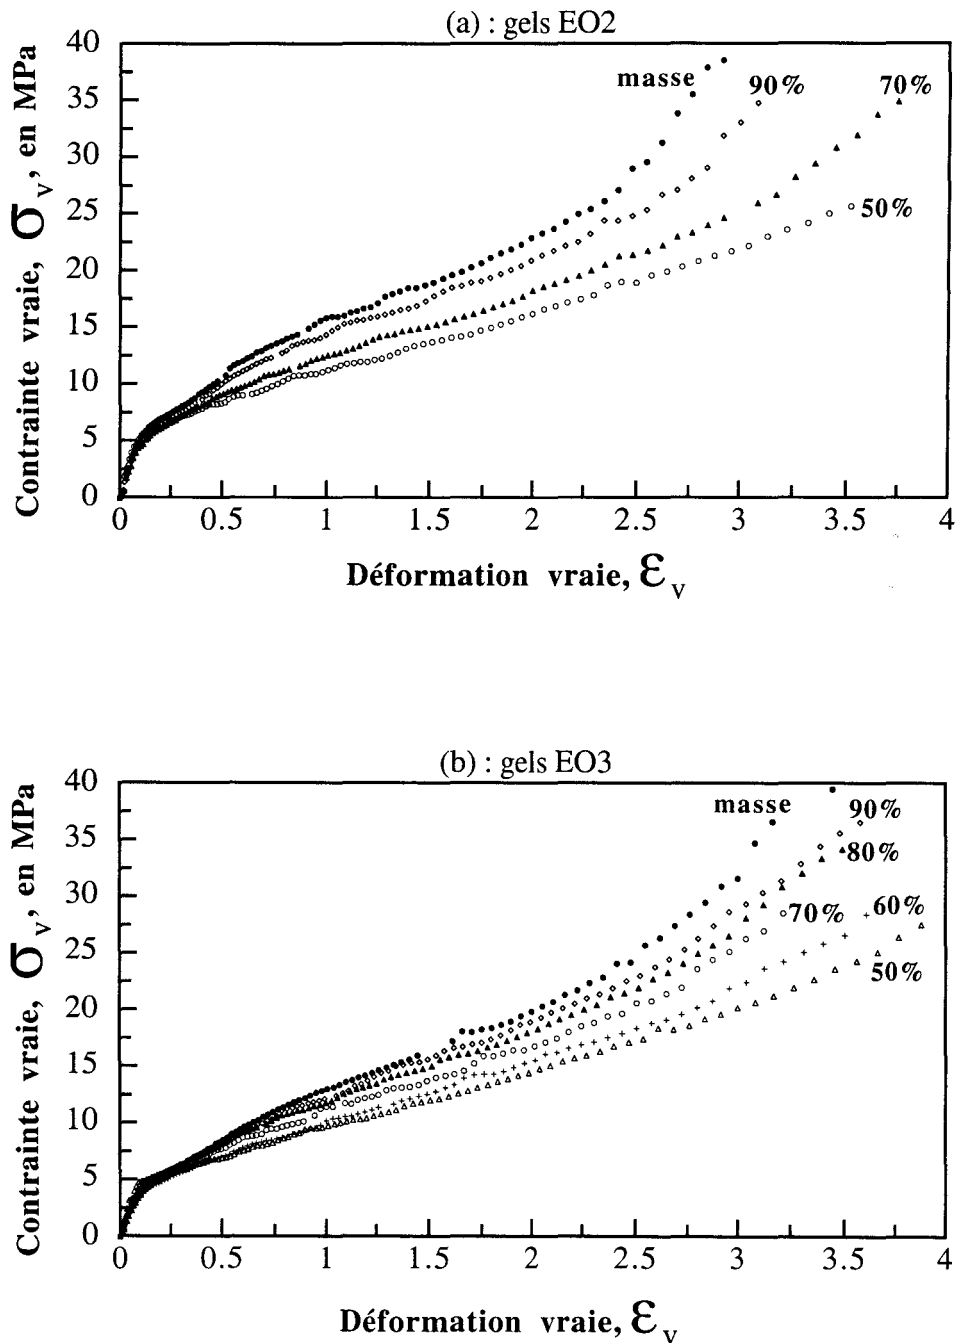 (a) : gels EO2
40
35
30
25
20
15
10
5
0
Contrainte vraie, σv, en MPa
masse
90%
70%
50%
0 0.5 1 1.5 2 2.5 3 3.5 4
Déformation vraie, εv
(b) : gels EO3
40
35
30
25
20
15
10
5
0
Contrainte vraie, σv, en MPa
masse
90%
80%
70%
60%
50%
0 0.5 1 1.5 2 2.5 3 3.5 4
Déformation vraie, εv